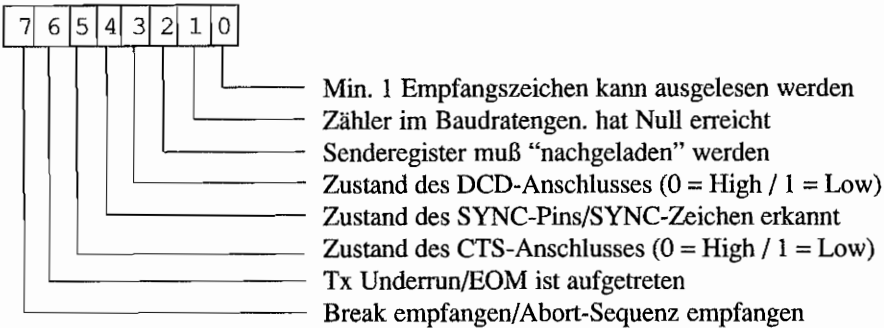 7 6 5 4 3 2 1 0
Min. 1 Empfangszeichen kann ausgelesen werden
Zähler im Baudratengen. hat Null erreicht
Senderegister muß “nachgeladen” werden
Zustand des DCD-Anschlusses (0 = High / 1 = Low)
Zustand des SYNC-Pins/SYNC-Zeichen erkannt
Zustand des CTS-Anschlusses (0 = High / 1 = Low)
Tx Underrun/EOM ist aufgetreten
Break empfangen/Abort-Sequenz empfangen